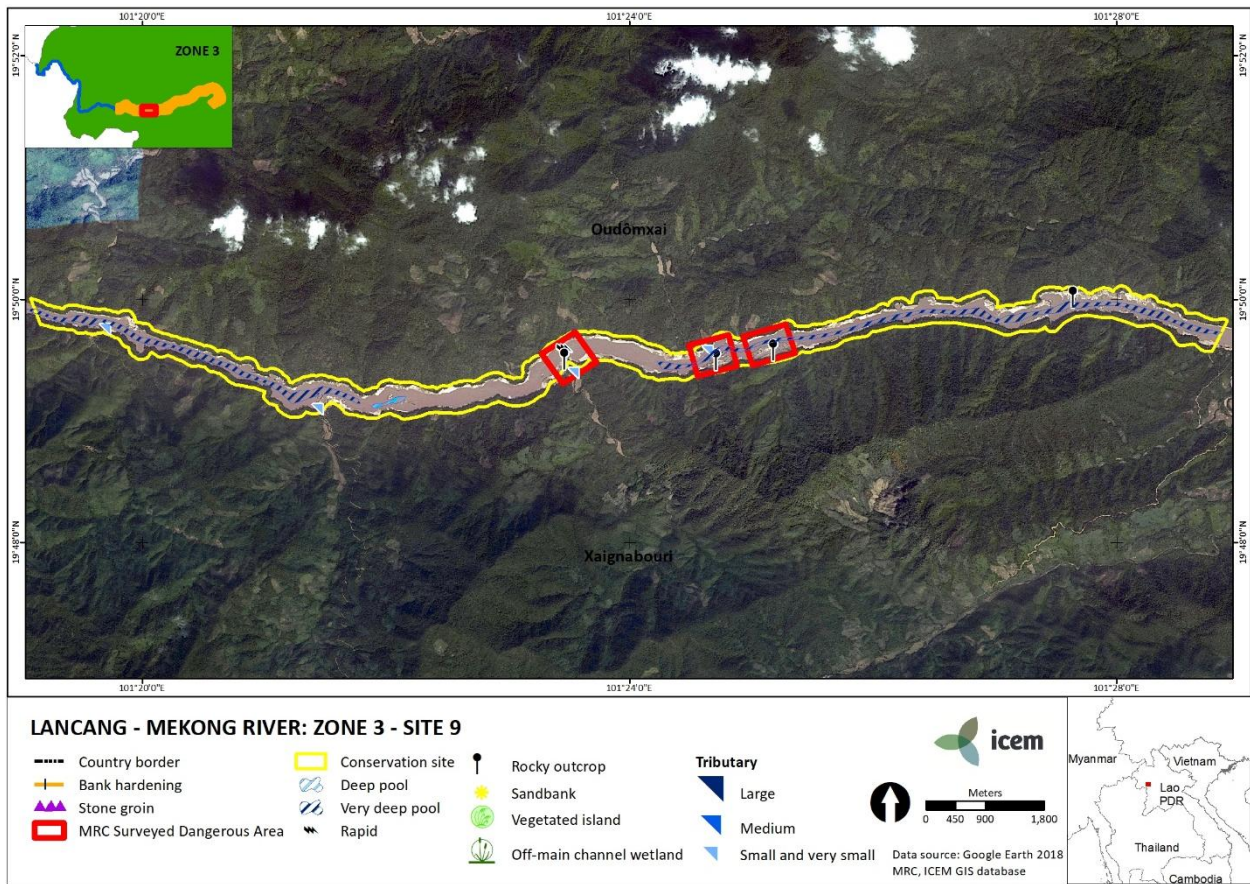 101°20'0"E
101°24'0"E
101°28'0"E
19°52'0"N
19°52'0"N
ZONE 3
Oudômxai
19°50'0"N
19°50'0"N
19°48'0"N
19°48'0"N
Xaignabouri
101°20'0"E
101°24'0"E
101°28'0"E
LANCANG - MEKONG RIVER: ZONE 3 - SITE 9
Country border
Bank hardening
Stone groin
MRC Surveyed Dangerous Area
Conservation site
Deep pool
Very deep pool
Rapid
Rocky outcrop
Sandbank
Vegetated island
Off-main channel wetland
Tributary
Large
Medium
Small and very small
icem
Meters
0 450 900 1,800
Data source: Google Earth 2018
MRC, ICEM GIS database
Myanmar
Vietnam
Lao
PDR
Thailand
Cambodia